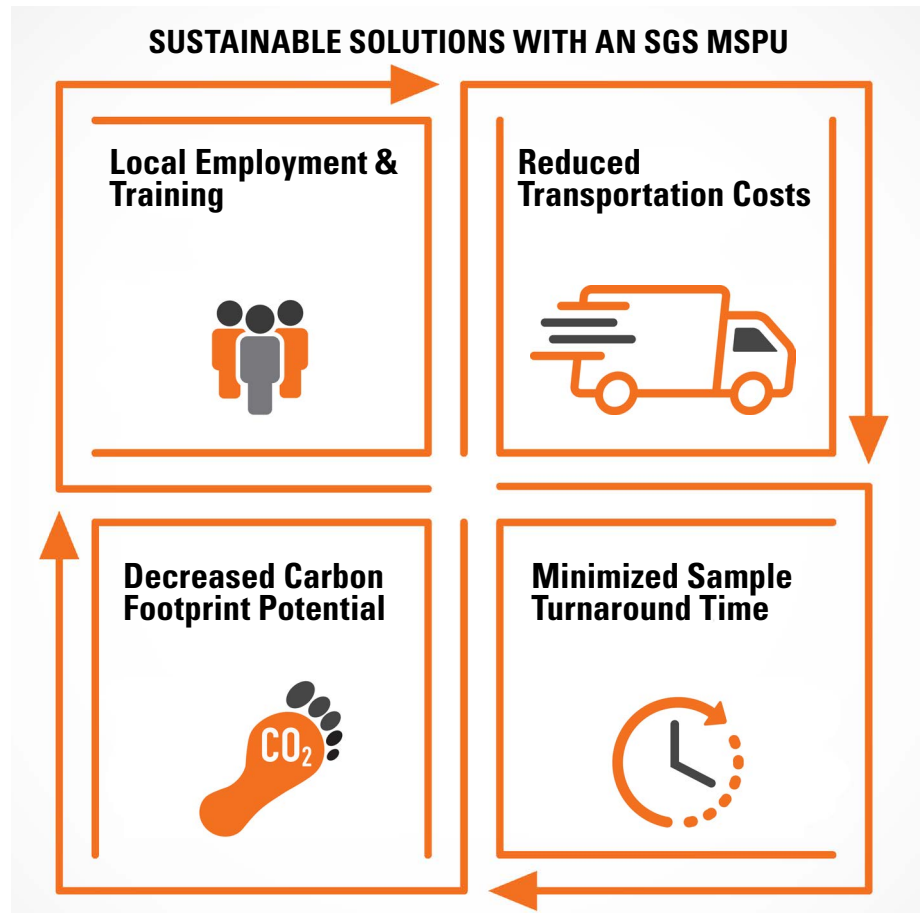 SUSTAINABLE SOLUTIONS WITH AN SGS MSPU
Local Employment &
Training
Reduced
Transportation Costs
Decreased Carbon
Footprint Potential
CO₂
Minimized Sample
Turnaround Time